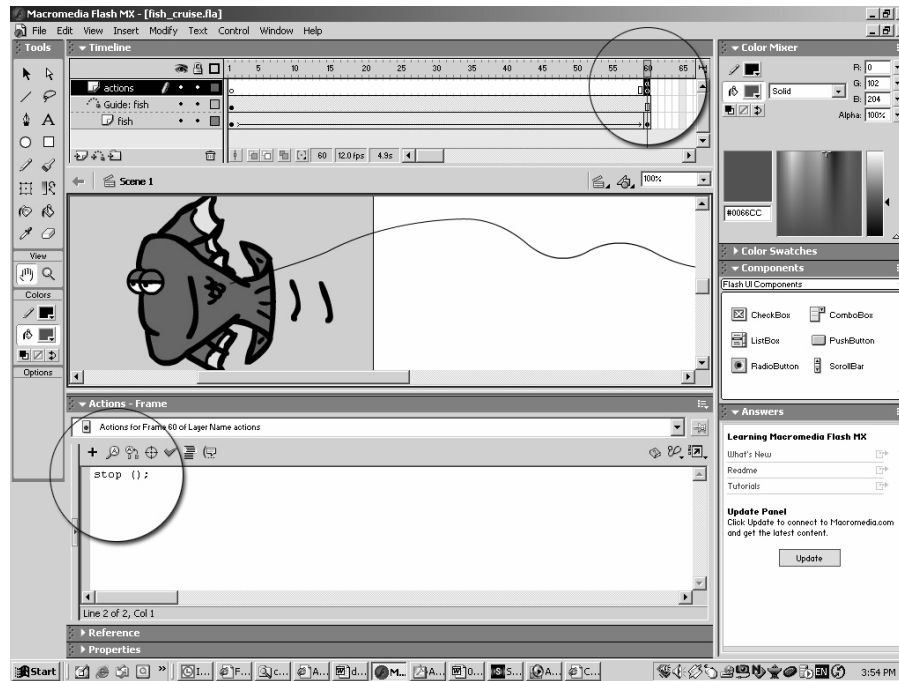 Macromedia Flash MX - [fish_cruise.fla]
File Edit View Insert Modify Text Control Window Help
Tools
Timeline
1 5 10 15 20 25 30 35 40 45 50 55 60 65
actions
Guide: fish
fish
60 12.0 fps 4.9s
Scene 1
100%
View
Colors
Options
Color Mixer
R: 0
Solid
G: 102
B: 204
Alpha: 100%
#0066CC
Color Swatches
Components
Flash UI Components
CheckBox ComboBox
ListBox PushButton
RadioButton ScrollBar
Answers
Learning Macromedia Flash MX
What's New
Readme
Tutorials
Update Panel
Click Update to connect to Macromedia.com
and get the latest content.
Update
Actions - Frame
Actions for Frame 60 of Layer Name actions
stop ();
Line 2 of 2, Col 1
Reference
Properties
Start
I... F... c... A... d... M... A... 0... S... A... C...
EN
3:54 PM